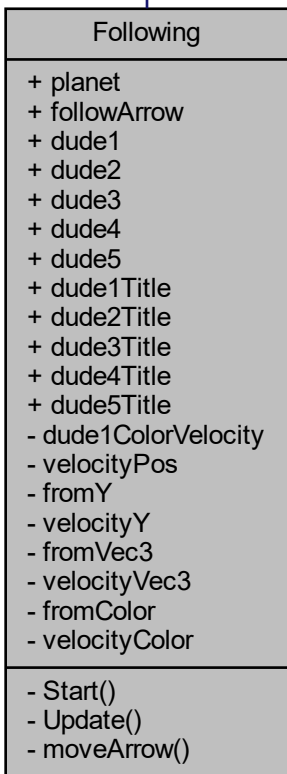 Following
+ planet
+ followArrow
+ dude1
+ dude2
+ dude3
+ dude4
+ dude5
+ dude1Title
+ dude2Title
+ dude3Title
+ dude4Title
+ dude5Title
- dude1ColorVelocity
- velocityPos
- fromY
- velocityY
- fromVec3
- velocityVec3
- fromColor
- velocityColor
- Start()
- Update()
- moveArrow()